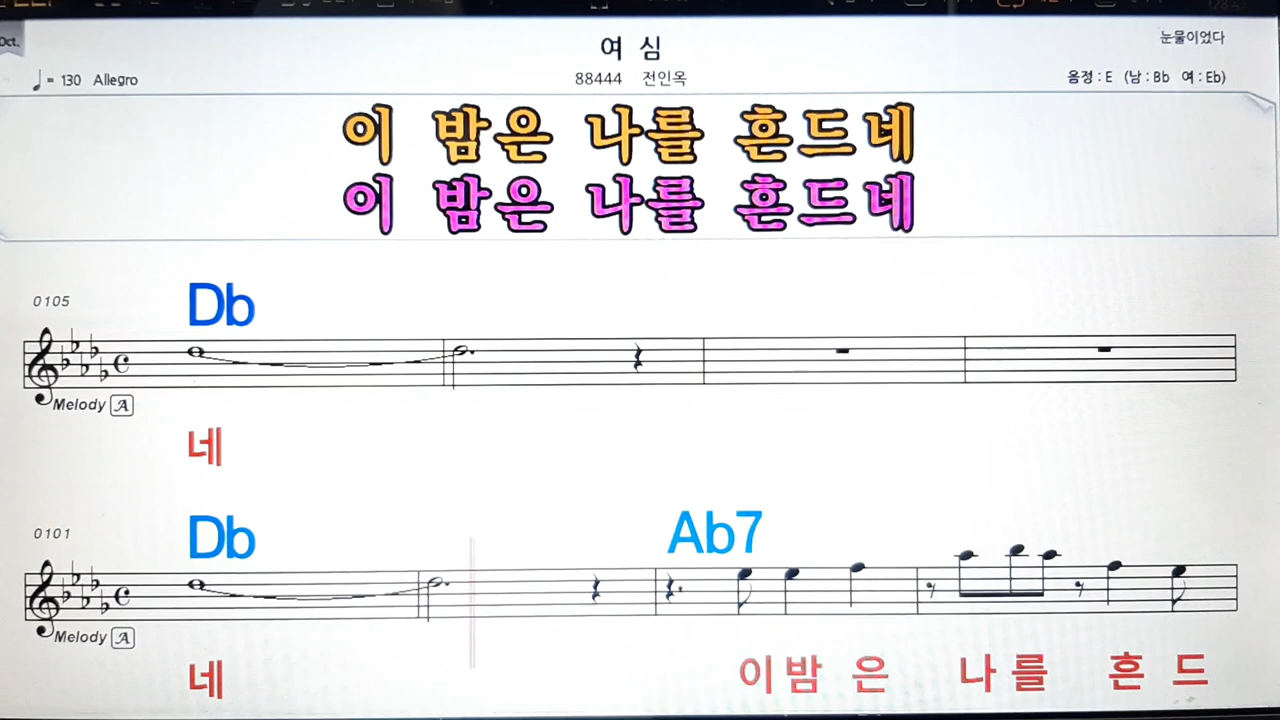 Oct.
여 심
눈물이었다
= 130 Allegro
88444 전인옥
음정 : E (남 : Bb 여 : Eb)
이 밤은 나를 흔드네
이 밤은 나를 흔드네
0105
Db
Melody A
네
0101
Db Ab7
Melody A
네 이 밤 은 나 를 흔 드